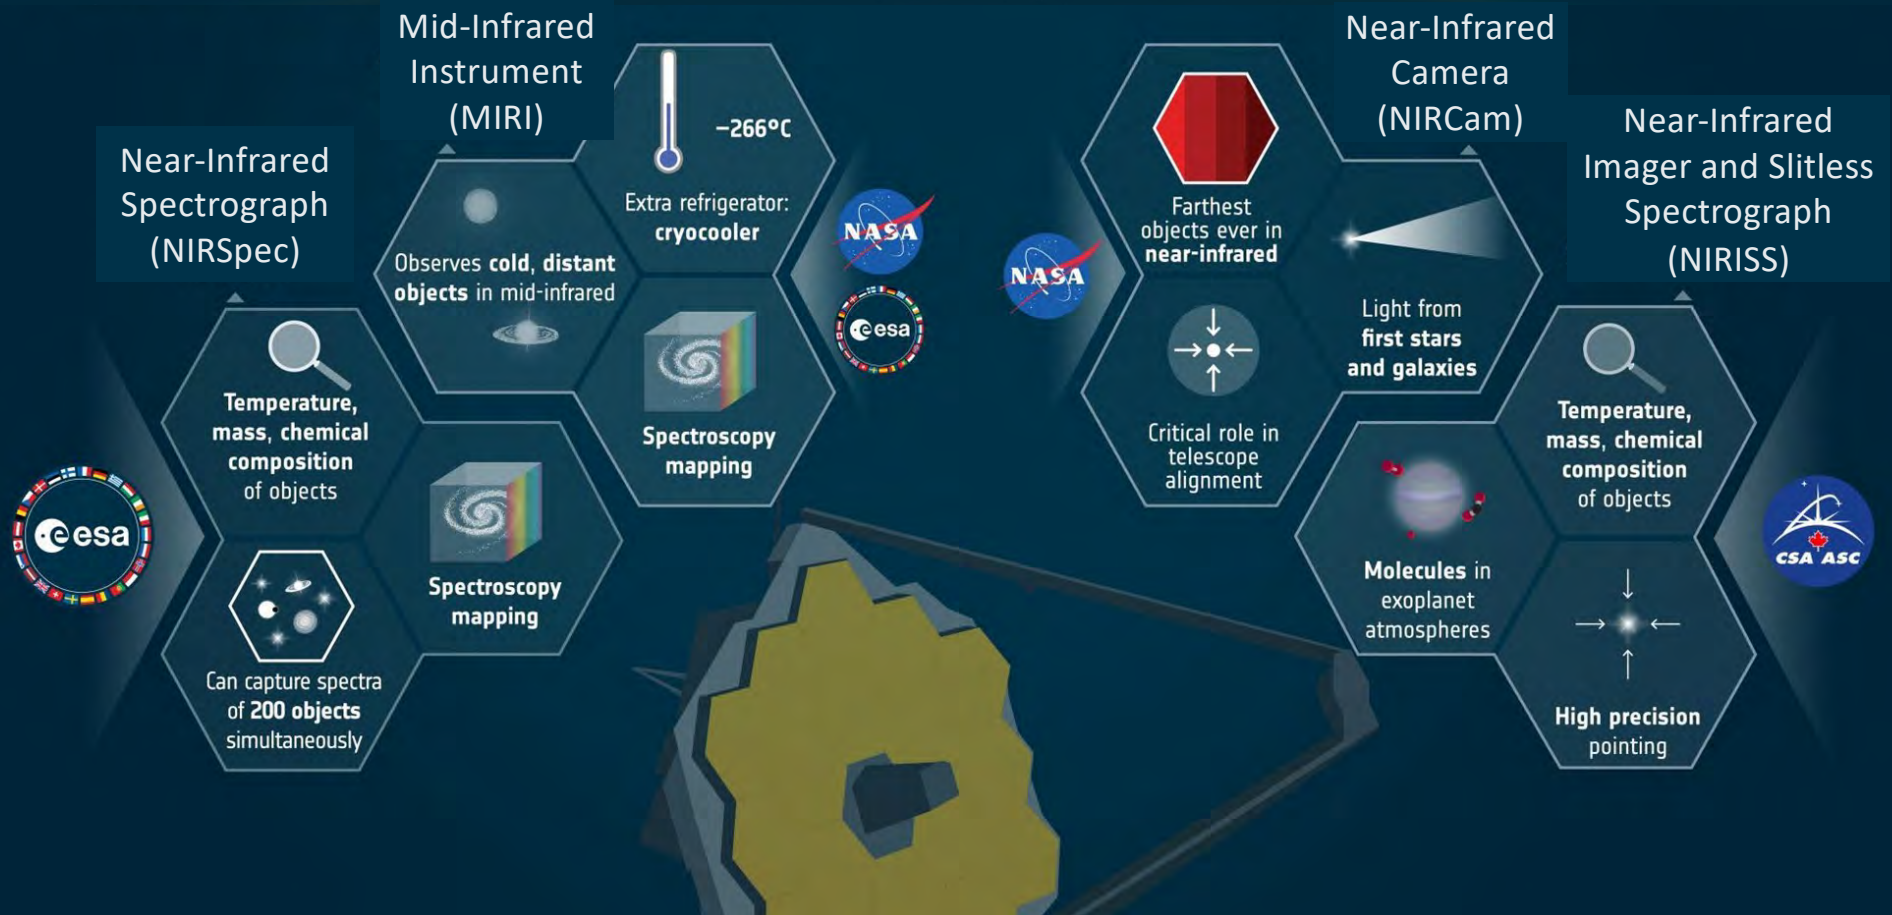 Near-Infrared
Spectrograph
(NIRSpec)
Temperature,
mass, chemical
composition
of objects
Can capture spectra
of 200 objects
simultaneously
Spectroscopy
mapping
esa
Mid-Infrared
Instrument
(MIRI)
Observes cold, distant
objects in mid-infrared
–266°C
Extra refrigerator:
cryocooler
Spectroscopy
mapping
NASA
esa
Near-Infrared
Camera
(NIRCam)
Farthest
objects ever in
near-infrared
Light from
first stars
and galaxies
Critical role in
telescope
alignment
NASA
Near-Infrared
Imager and Slitless
Spectrograph
(NIRISS)
Temperature,
mass, chemical
composition
of objects
Molecules in
exoplanet
atmospheres
High precision
pointing
CSA ASC